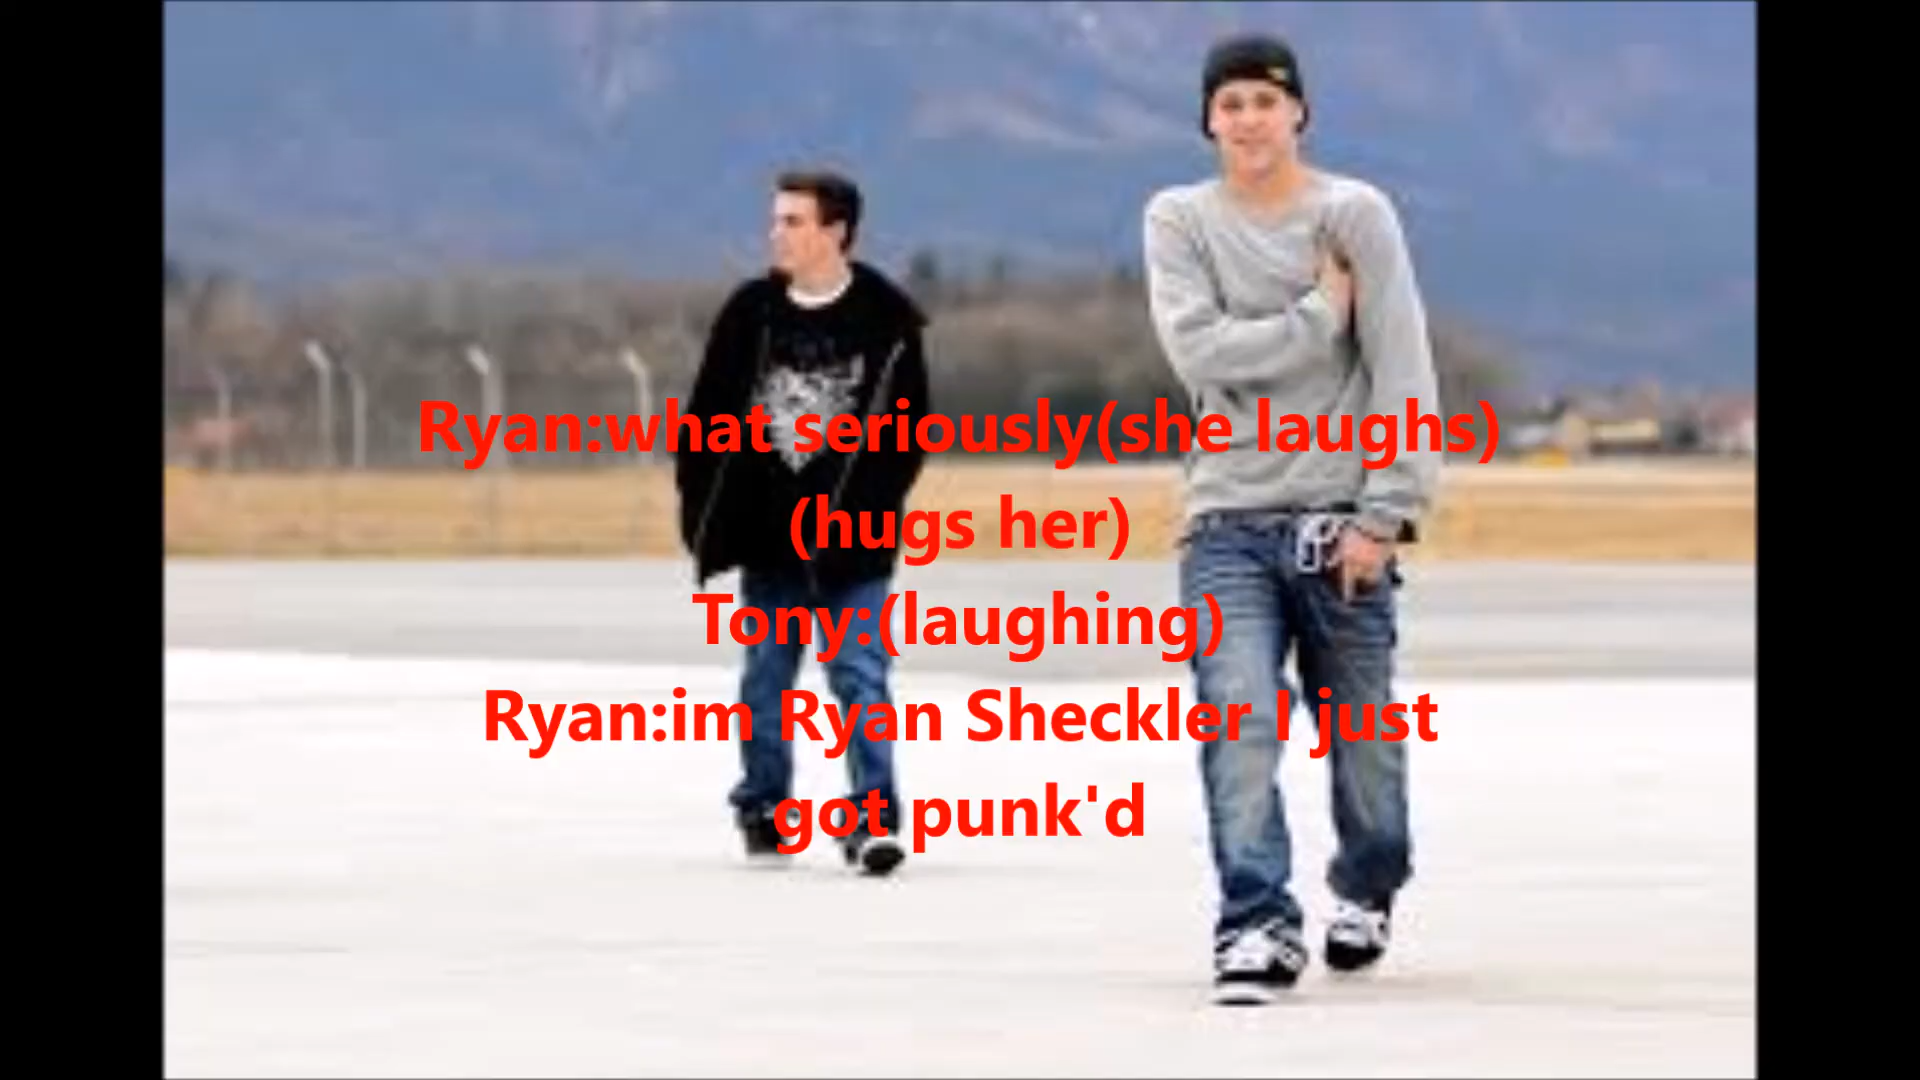 Ryan:what seriously(she laughs)
(hugs her)
Tony:(laughing)
Ryan:im Ryan Sheckler I just
got punk'd